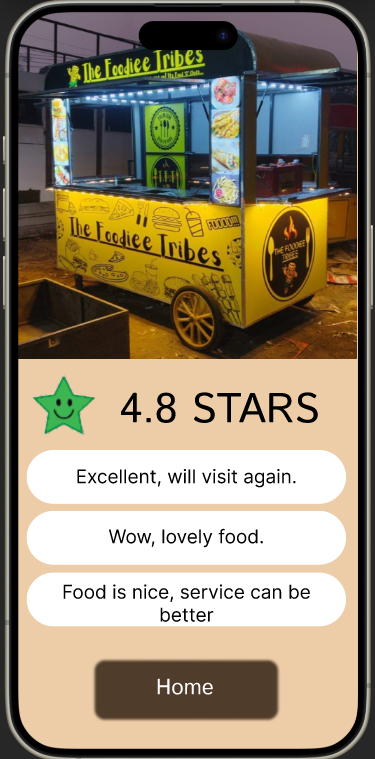 The Foodiee Tribes
The Foodiee Tribes
THE FOODIEE
TRIBES
4.8 STARS
Excellent, will visit again.
Wow, lovely food.
Food is nice, service can be
better
Home